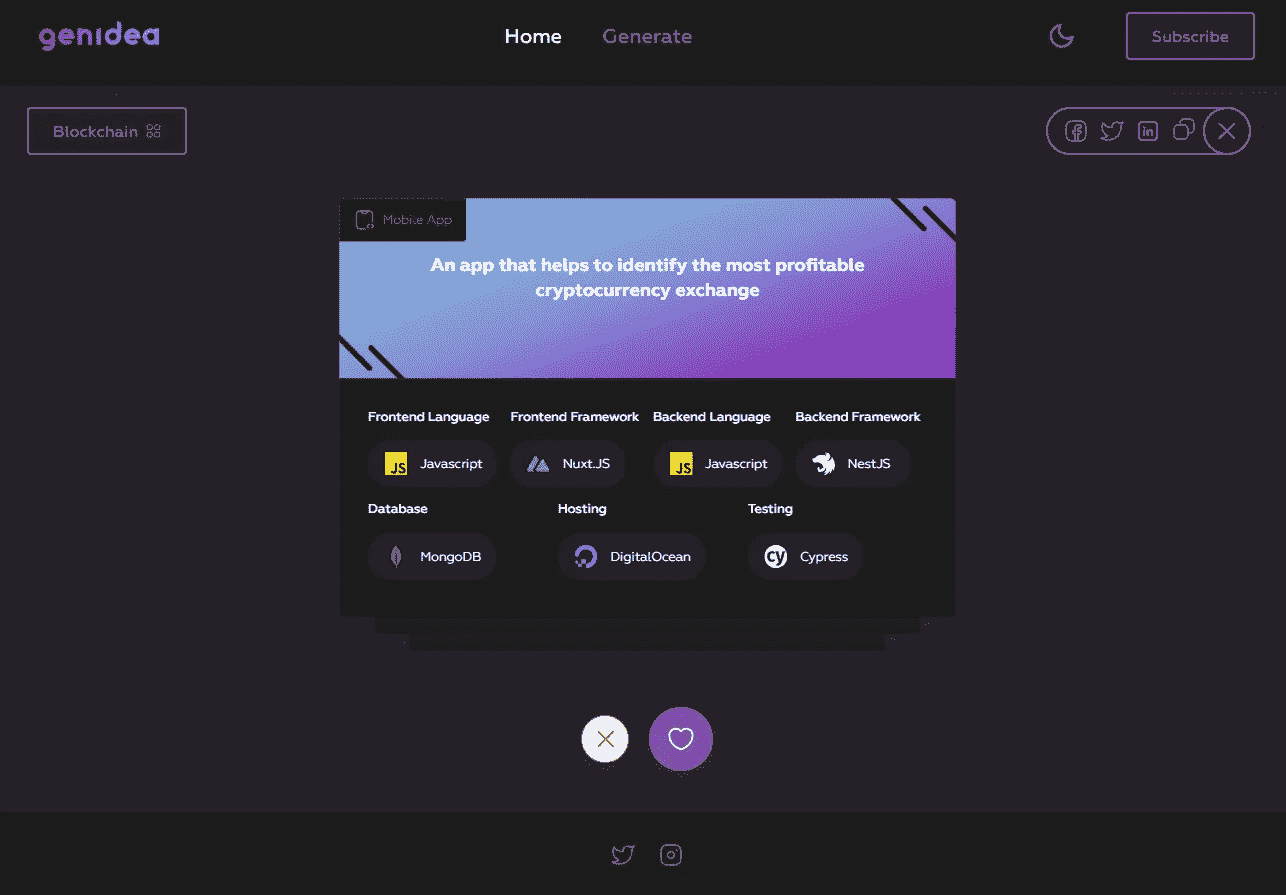 genidea
Home
Generate
Subscribe
Blockchain
Mobile App
An app that helps to identify the most profitable
cryptocurrency exchange
Frontend Language
Frontend Framework
Backend Language
Backend Framework
JS Javascript
Nuxt.JS
JS Javascript
NestJS
Database
Hosting
Testing
MongoDB
DigitalOcean
cy Cypress